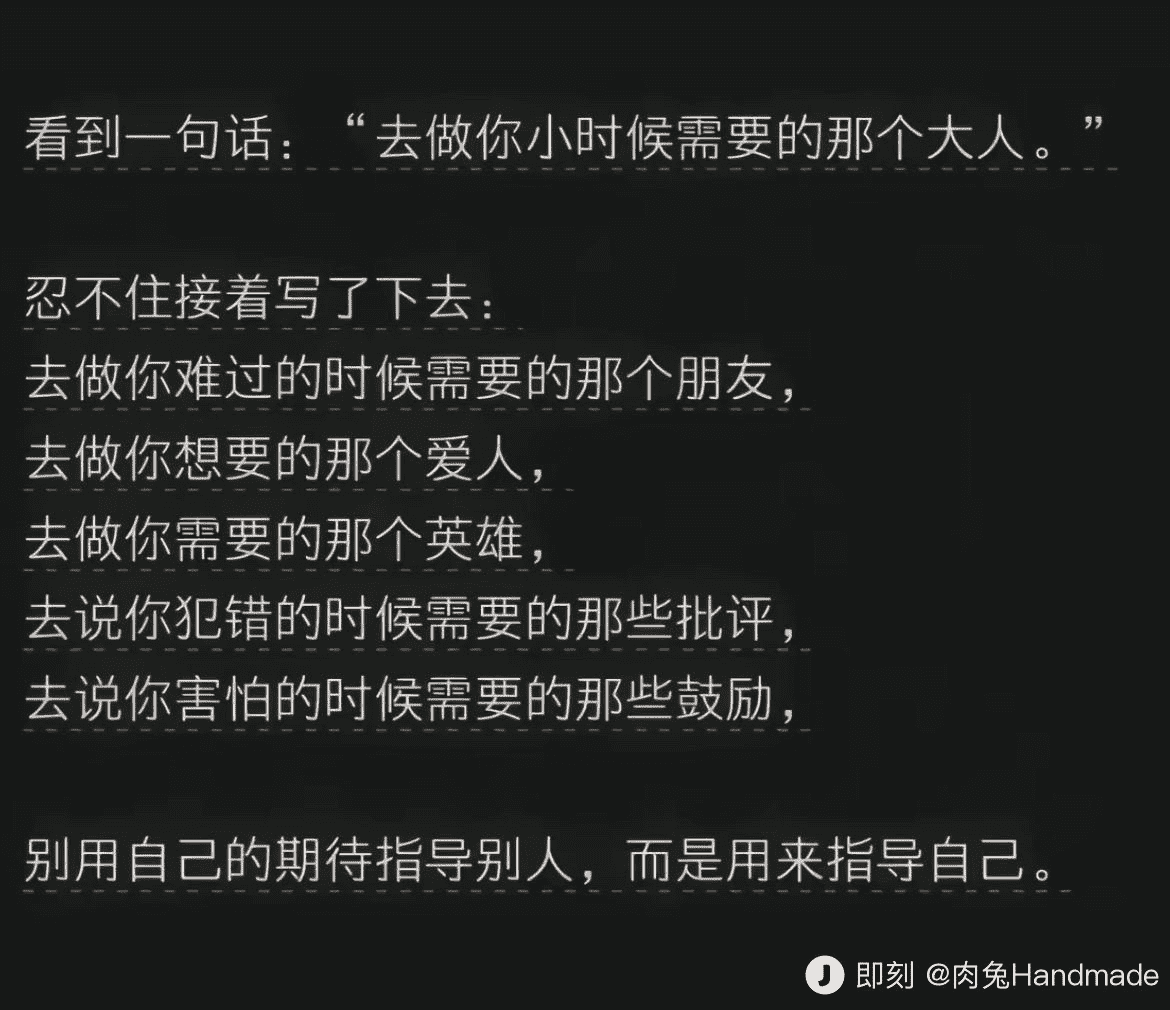 看到一句话：“去做你小时候需要的那个大人。”
忍不住接着写了下去：
去做你难过的时候需要的那个朋友，
去做你想要的那个爱人，
去做你需要的那个英雄，
去说你犯错的时候需要的那些批评，
去说你害怕的时候需要的那些鼓励，
别用自己的期待指导别人，而是用来指导自己。
即刻 @肉兔Handmade